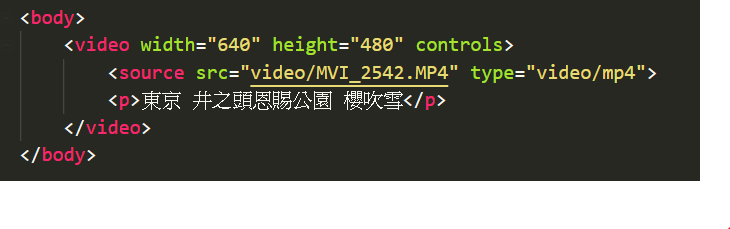 <body>
<video width="640" height="480" controls>
<source src="video/MVI_2542.MP4" type="video/mp4">
<p>東京 井之頭恩賜公園 櫻吹雪</p>
</video>
</body>